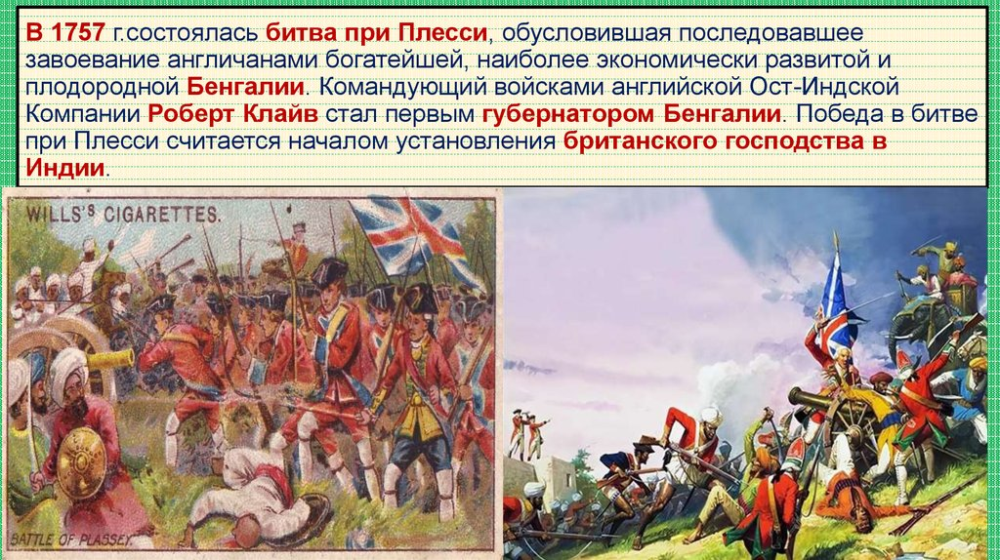 В 1757 г.состоялась битва при Плесси, обусловившая последовавшее
завоевание англичанами богатейшей, наиболее экономически развитой и
плодородной Бенгалии. Командующий войсками английской Ост-Индской
Компании Роберт Клайв стал первым губернатором Бенгалии. Победа в битве
при Плесси считается началом установления британского господства в
Индии.
WILLS'S CIGARETTES.
BATTLE OF PLASSEY.